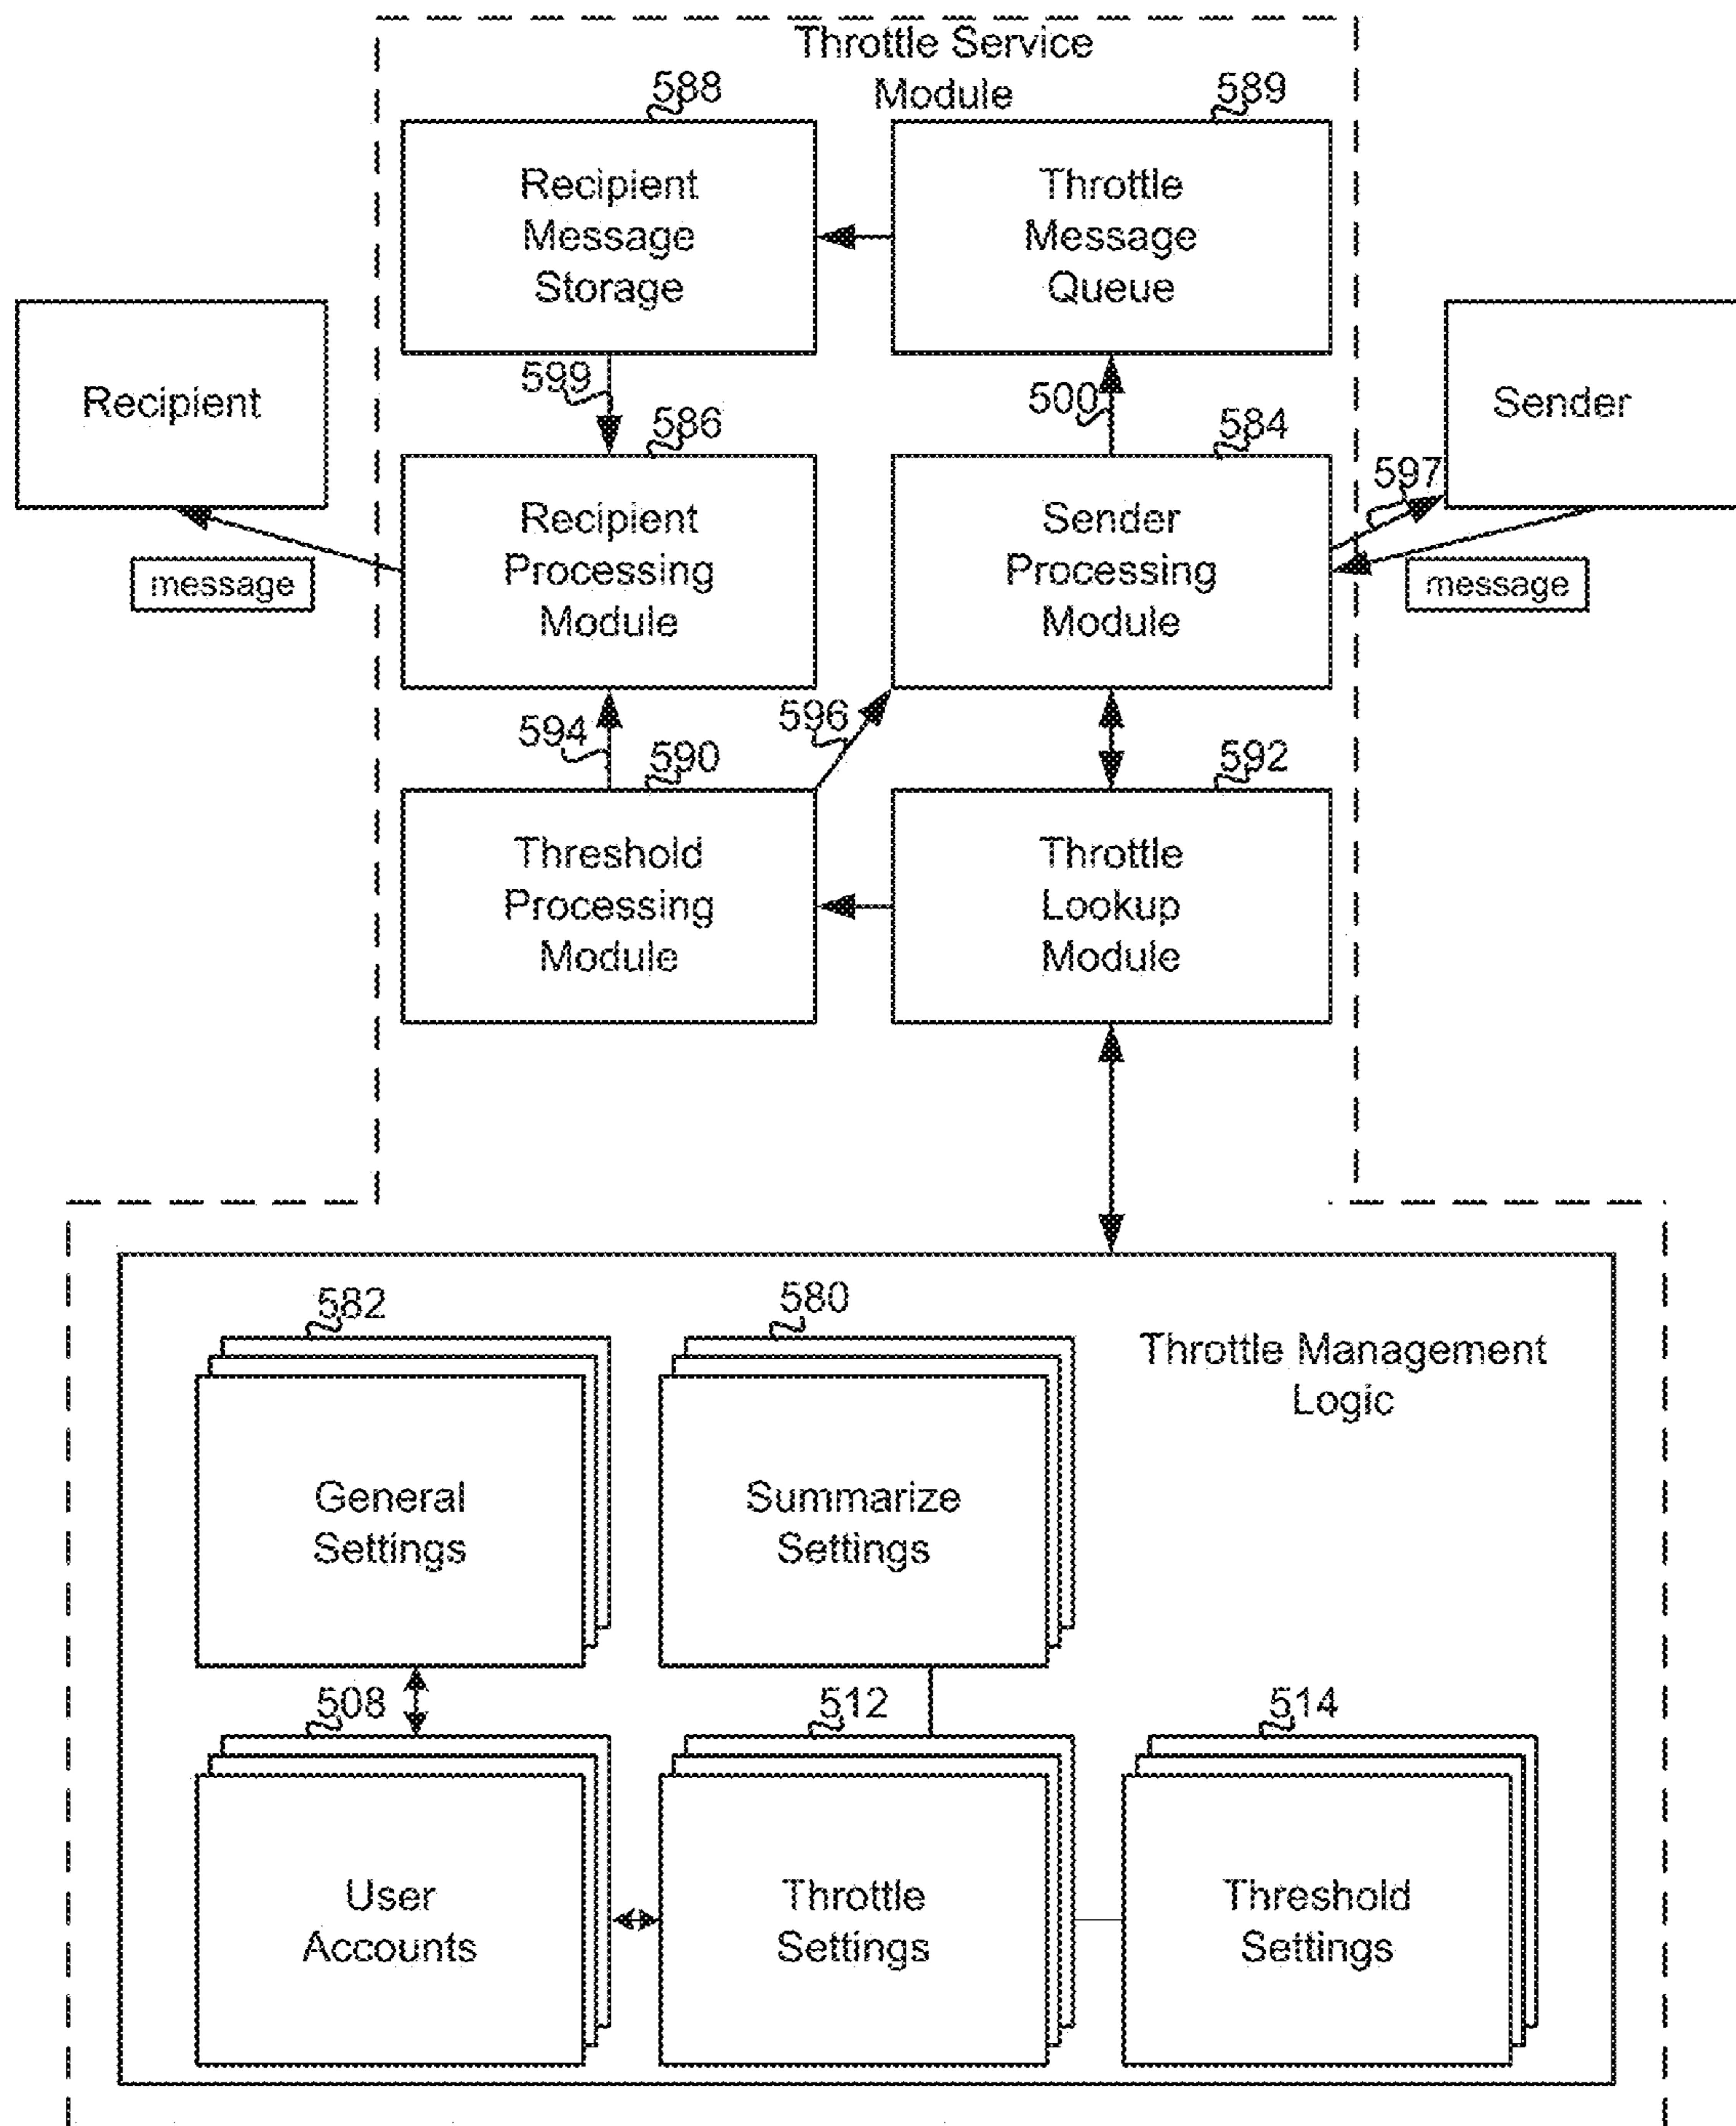 Throttle Service
Module
588
589
Recipient
Message
Storage
Throttle
Message
Queue
Recipient
Sender
599
500
586
584
597
Recipient
Processing
Module
Sender
Processing
Module
message
message
594
596
590
592
Threshold
Processing
Module
Throttle
Lookup
Module
582
580
Throttle Management
Logic
General
Settings
Summarize
Settings
508
512
514
User
Accounts
Throttle
Settings
Threshold
Settings